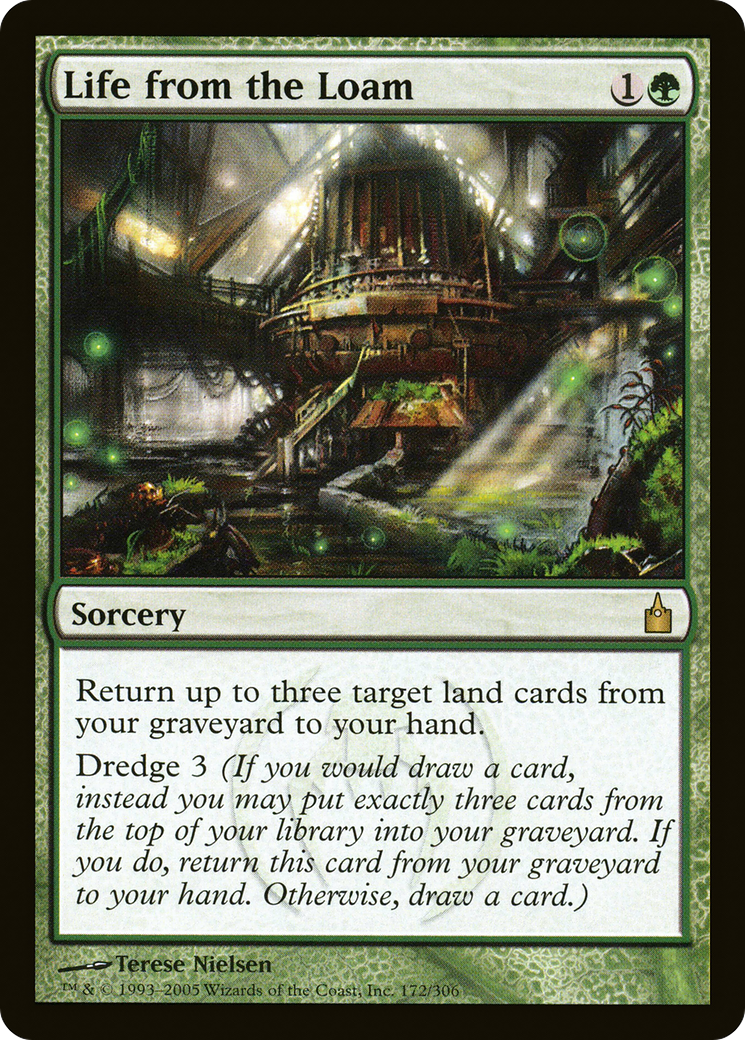 Life from the Loam 1
Sorcery
Return up to three target land cards from
your graveyard to your hand.
Dredge 3 (If you would draw a card,
instead you may put exactly three cards from
the top of your library into your graveyard. If
you do, return this card from your graveyard
to your hand. Otherwise, draw a card.)
Terese Nielsen
™ & © 1993–2005 Wizards of the Coast, Inc. 172/306